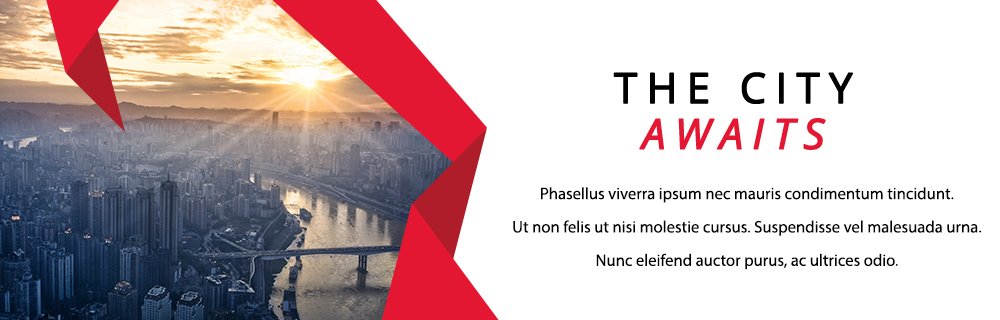 THE CITY
AWAITS
Phasellus viverra ipsum nec mauris condimentum tincidunt.
Ut non felis ut nisi molestie cursus. Suspendisse vel malesuada urna.
Nunc eleifend auctor purus, ac ultrices odio.